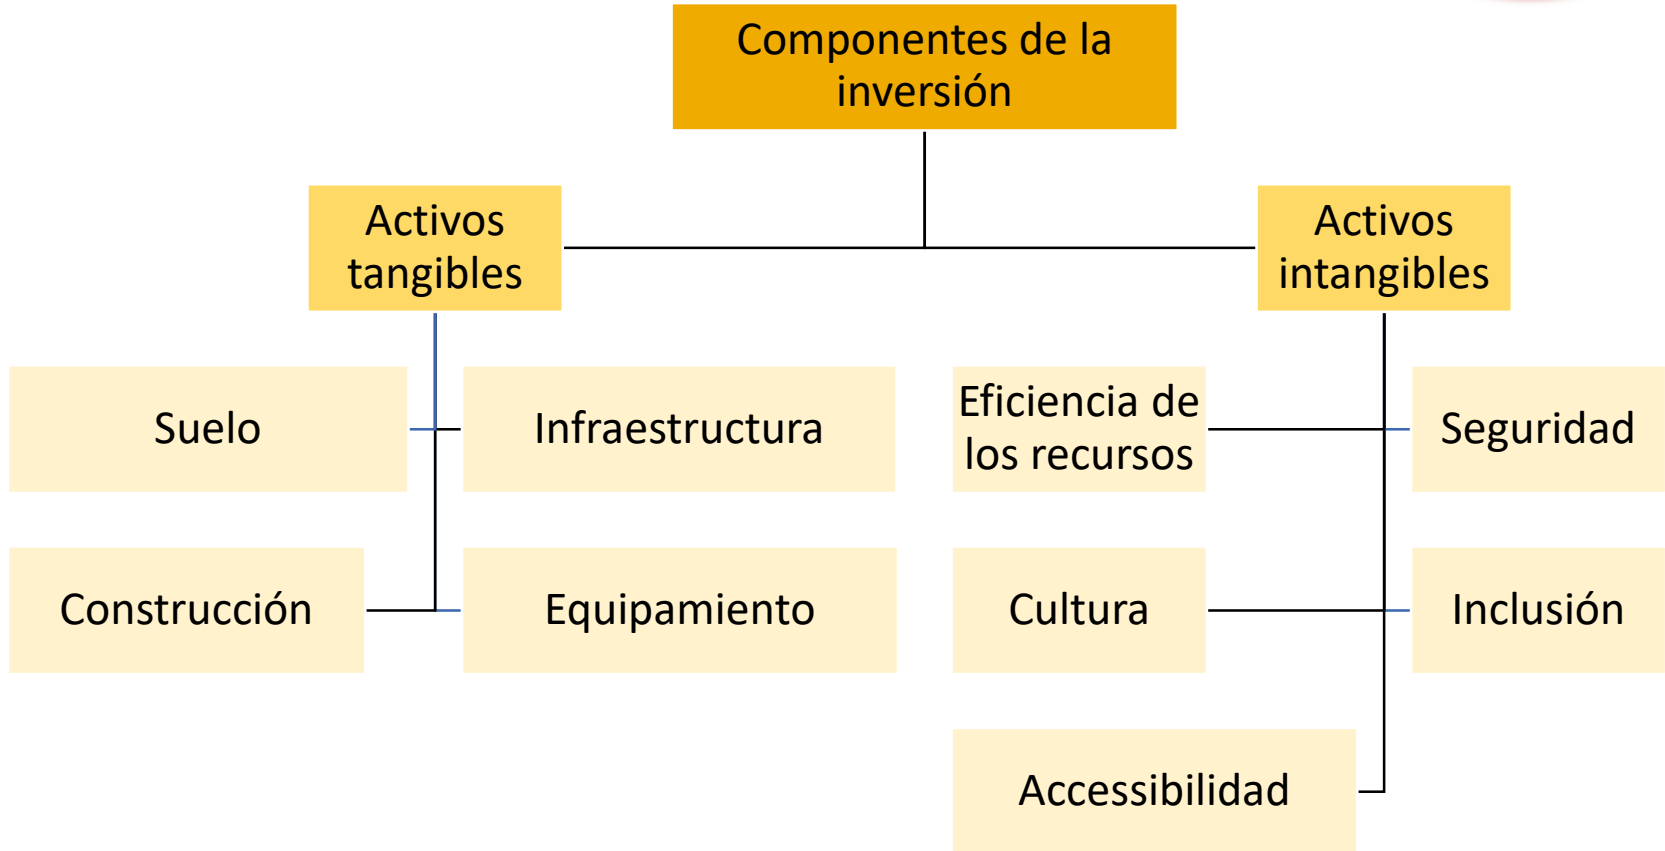 Componentes de la
inversión
Activos
tangibles
Activos
intangibles
Suelo
Infraestructura
Eficiencia de
los recursos
Seguridad
Construcción
Equipamiento
Cultura
Inclusión
Accessibilidad